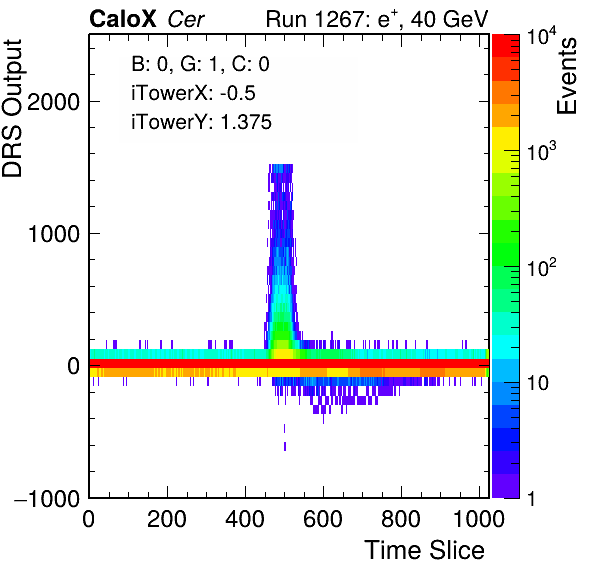 CaloX Cer Run 1267: e+, 40 GeV
B: 0, G: 1, C: 0
iTowerX: -0.5
iTowerY: 1.375
DRS Output
2000
1000
0
−1000
0 200 400 600 800 1000
Time Slice
Events
10^4
10^3
10^2
10
1